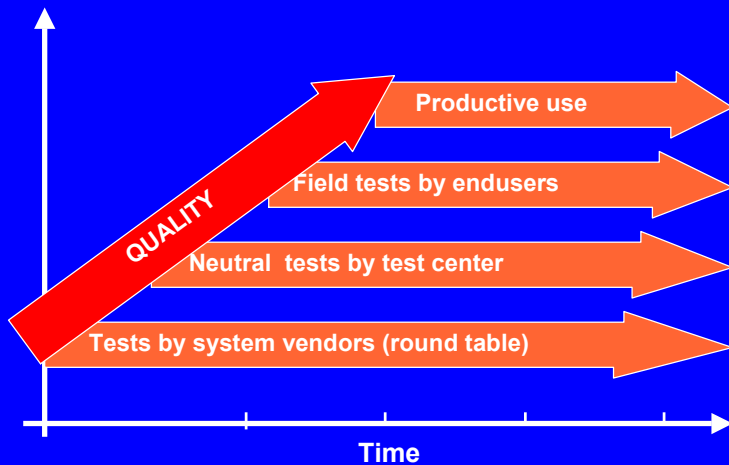 Productive use
Field tests by endusers
QUALITY
Neutral  tests by test center
Tests by system vendors (round table)
Time